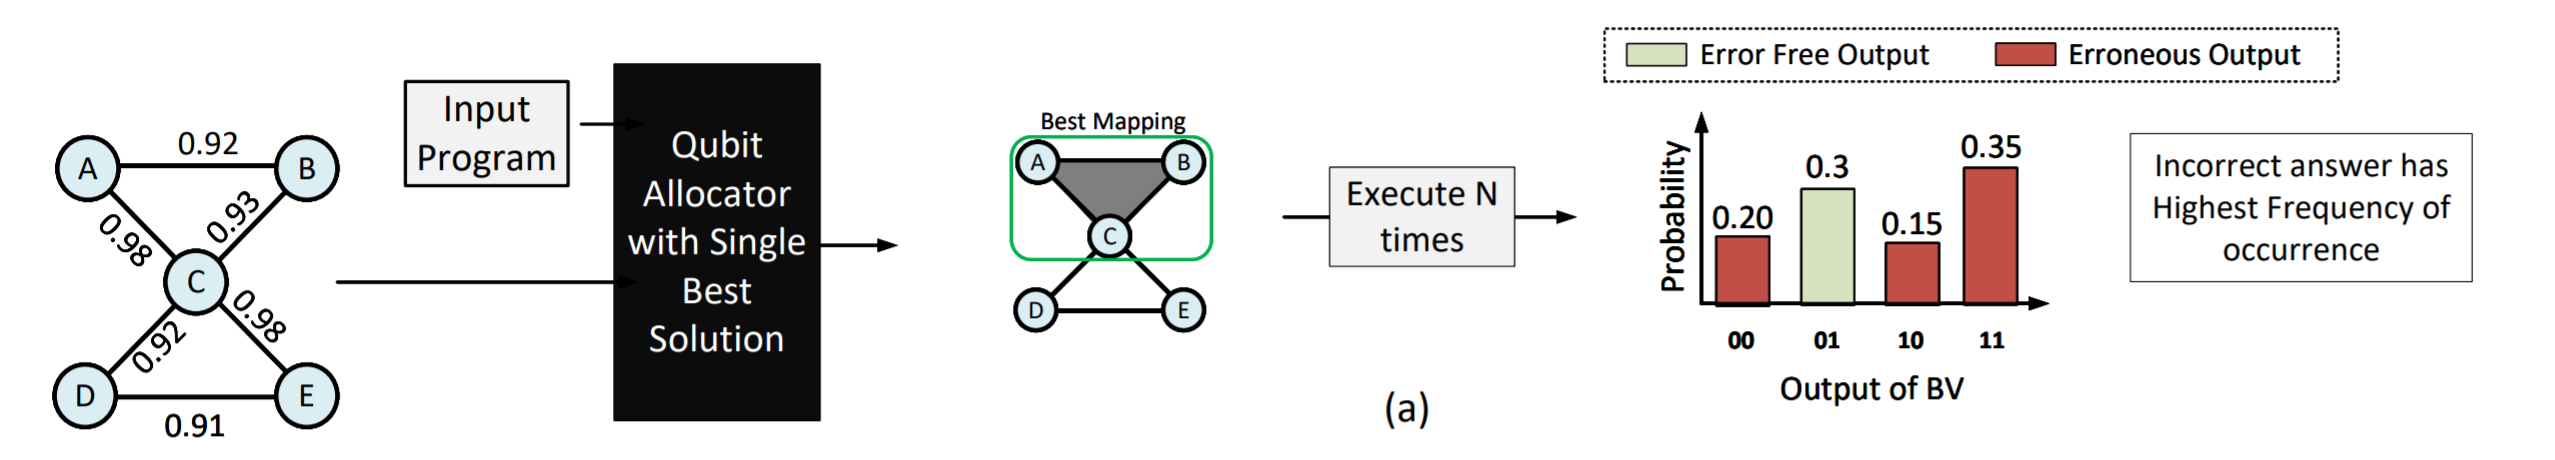 A
B
C
D
E
0.92
0.98
0.93
0.92
0.98
0.91
Input
Program
Qubit
Allocator
with Single
Best
Solution
Best Mapping
A
B
C
D
E
Execute N
times
(a)
Error Free Output
Erroneous Output
Probability
0.20
0.3
0.15
0.35
00
01
10
11
Output of BV
Incorrect answer has
Highest Frequency of
occurrence